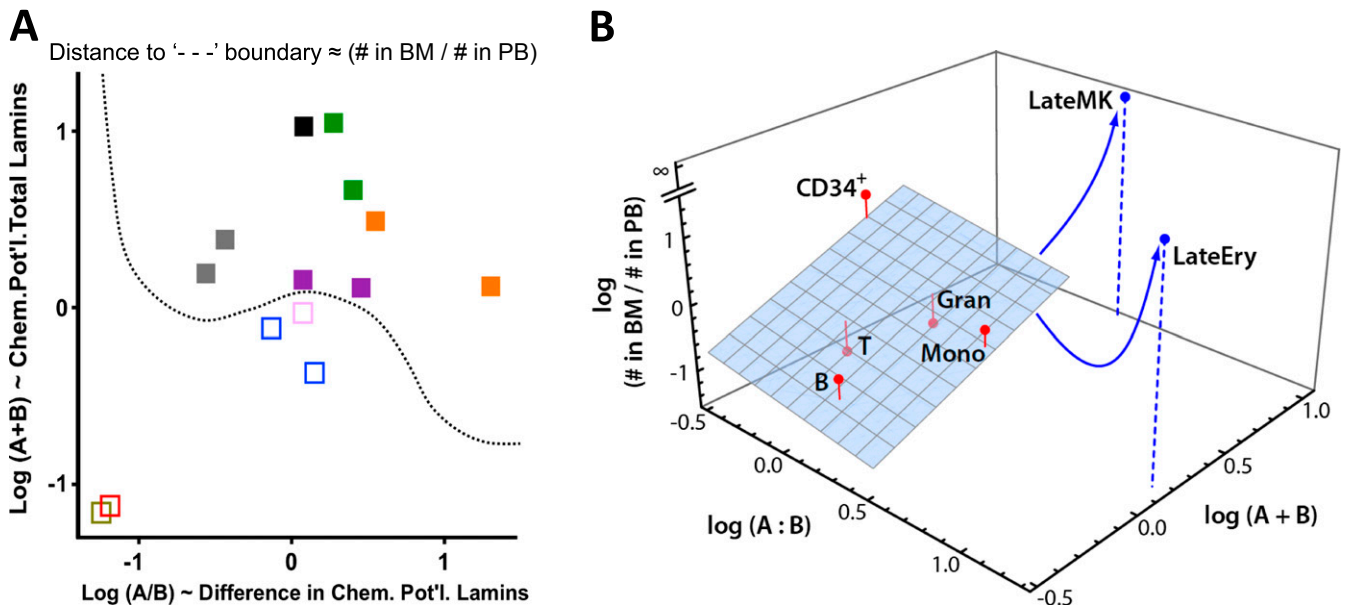 A
Distance to ‘- - -’ boundary ≈ (# in BM / # in PB)
Log (A+B) ~ Chem.Pot'l.Total Lamins
1
0
-1
-1
0
1
Log (A/B) ~ Difference in Chem. Pot'l. Lamins
B
log
(# in BM / # in PB)
∞
1
0
-1
-0.5
0.0
0.5
1.0
log (A : B)
-0.5
0.0
0.5
1.0
log (A + B)
LateMK
CD34+
LateEry
Gran
Mono
T
B